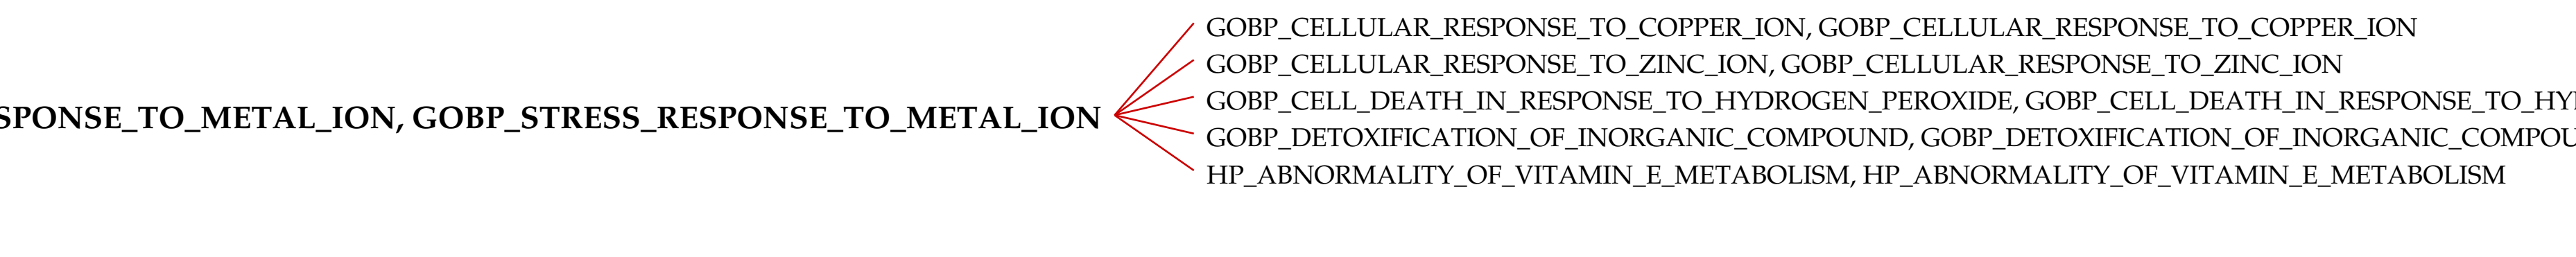 GOBP_CELLULAR_RESPONSE_TO_COPPER_ION, GOBP_CELLULAR_RESPONSE_TO_COPPER_ION
GOBP_CELLULAR_RESPONSE_TO_ZINC_ION, GOBP_CELLULAR_RESPONSE_TO_ZINC_ION
GOBP_CELL_DEATH_IN_RESPONSE_TO_HYDROGEN_PEROXIDE, GOBP_CELL_DEATH_IN_RESPONSE_TO_HY
SPONSE_TO_METAL_ION, GOBP_STRESS_RESPONSE_TO_METAL_ION
GOBP_DETOXIFICATION_OF_INORGANIC_COMPOUND, GOBP_DETOXIFICATION_OF_INORGANIC_COMPOU
HP_ABNORMALITY_OF_VITAMIN_E_METABOLISM, HP_ABNORMALITY_OF_VITAMIN_E_METABOLISM